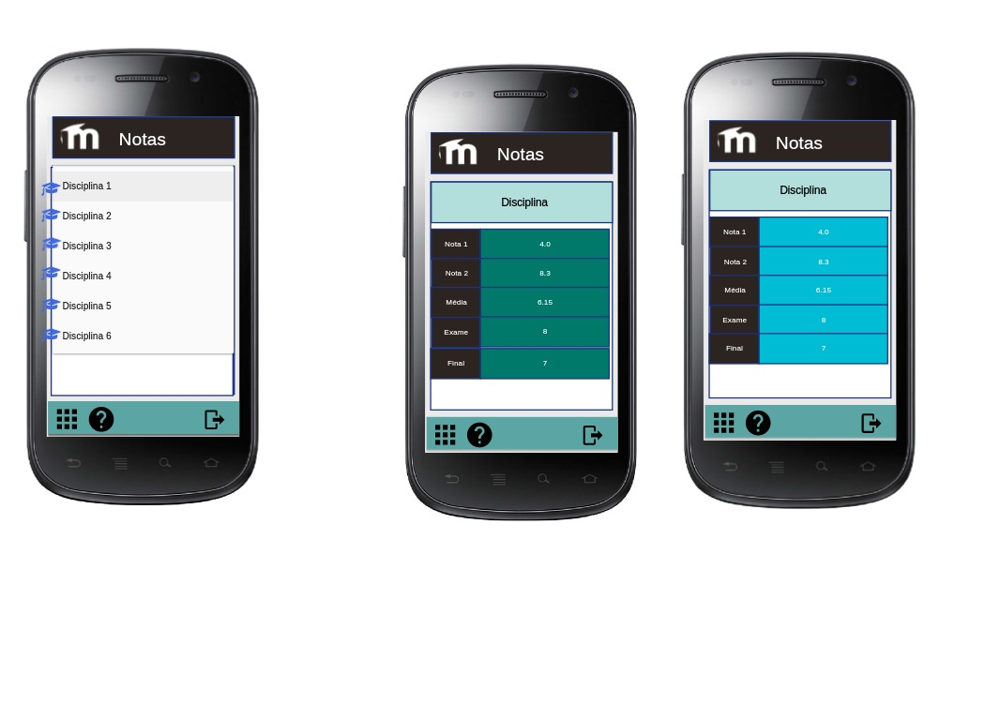 Notas
Disciplina 1
Disciplina 2
Disciplina 3
Disciplina 4
Disciplina 5
Disciplina 6
?
Notas
Disciplina
Nota 1 4.0
Nota 2 8.3
Média 6.15
Exame 8
Final 7
?
Notas
Disciplina
Nota 1 4.0
Nota 2 8.3
Média 6.15
Exame 8
Final 7
?